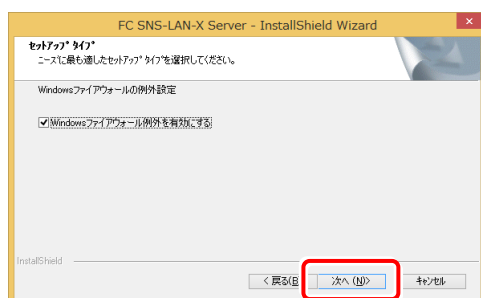 FC SNS-LAN-X Server - InstallShield Wizard
セットアップ タイプ
ニーズに最も適したセットアップ タイプを選択してください。
Windowsファイアウォールの例外設定
Windowsファイアウォール例外を有効にする
InstallShield
< 戻る(B
次へ (N)>
キャンセル